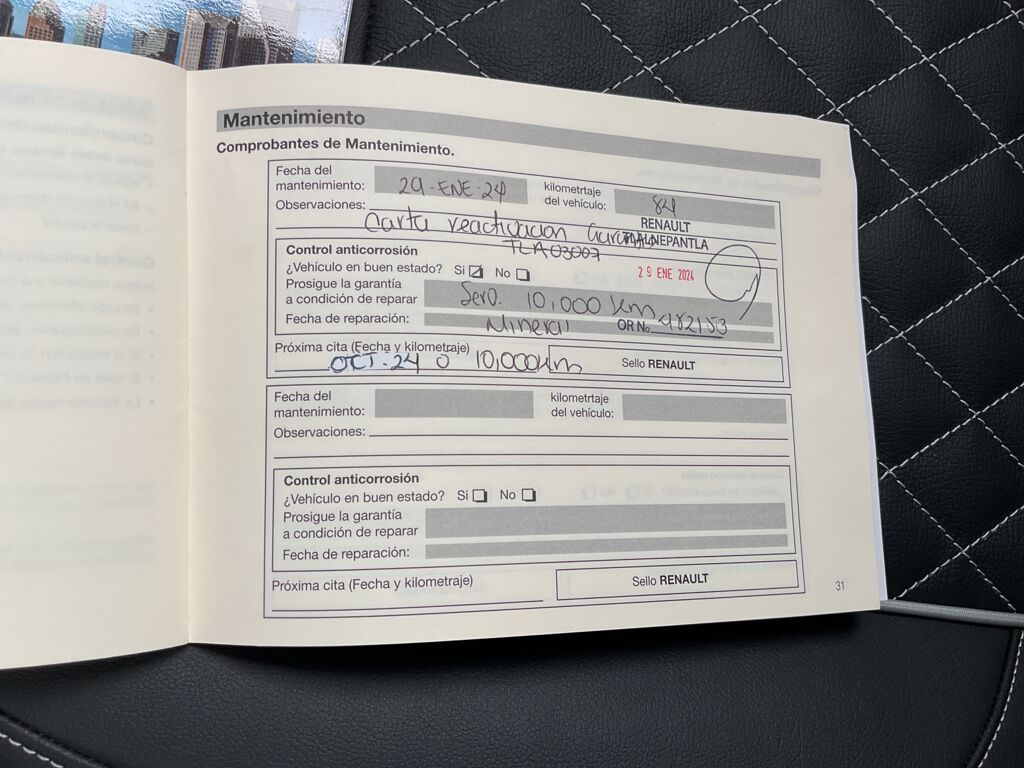 Mantenimiento
Comprobantes de Mantenimiento.
Fecha del mantenimiento: 29-ENE-24 kilometrtaje del vehículo: 84
Observaciones: Carta reactivacion
RENAULT
TLALNEPANTLA
TLA03007
29 ENE 2024
Control anticorrosión
¿Vehículo en buen estado? Si No
Prosigue la garantía a condición de reparar Serv. 10,000 km
Fecha de reparación: Mineral OR No. 482153
Próxima cita (Fecha y kilometraje)
OCT-24 o 10,000km
Sello RENAULT
Fecha del mantenimiento: kilometrtaje del vehículo:
Observaciones:
Control anticorrosión
¿Vehículo en buen estado? Si No
Prosigue la garantía a condición de reparar
Fecha de reparación:
Próxima cita (Fecha y kilometraje)
Sello RENAULT
31